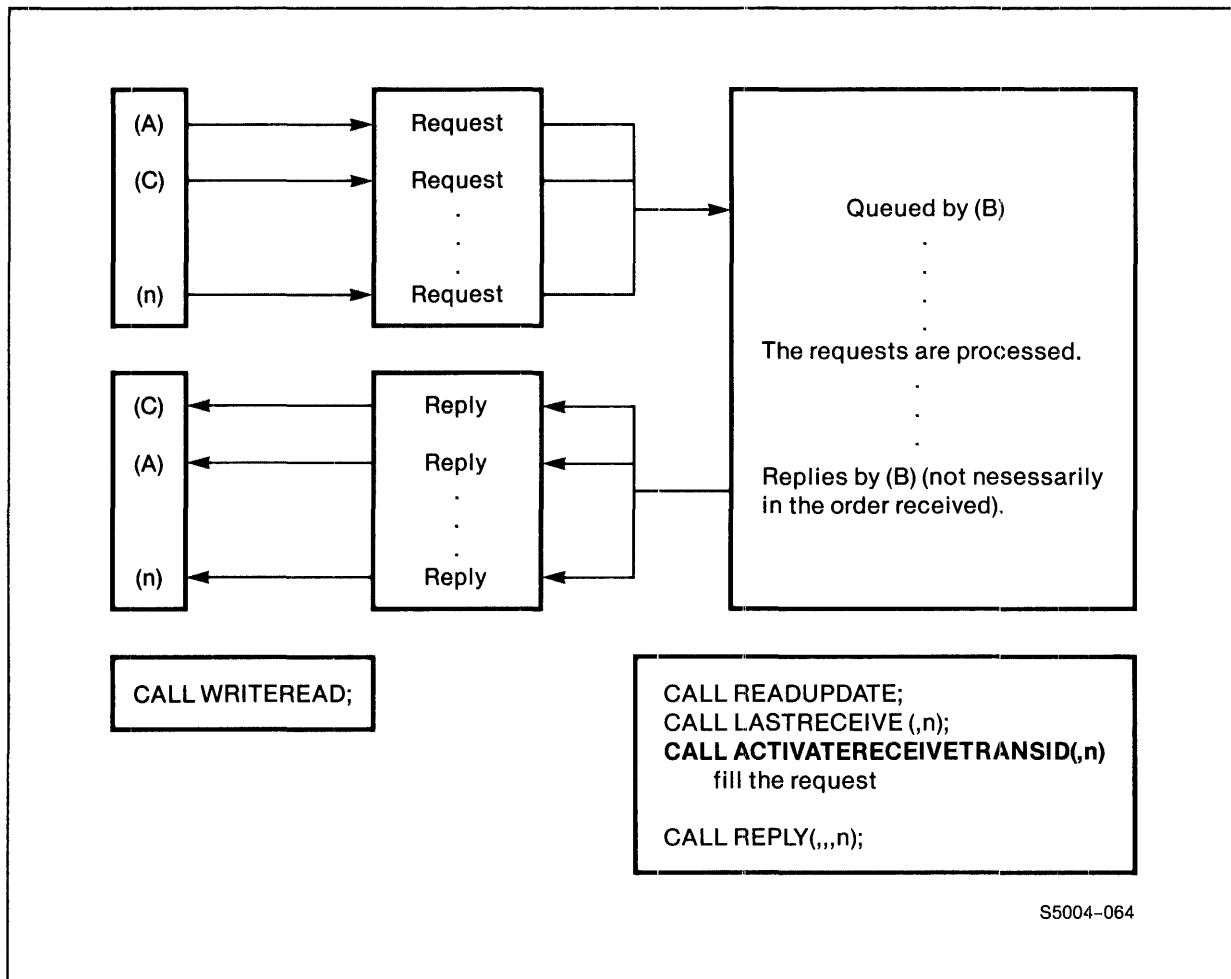 (A) Request
(C) Request
.
.
.
(n) Request
Queued by (B)
.
.
.
.
The requests are processed.
.
.
.
.
Replies by (B) (not nesessarily
in the order received).
(C) Reply
(A) Reply
.
.
.
(n) Reply
CALL WRITEREAD;
CALL READUPDATE;
CALL LASTRECEIVE (,n);
CALL ACTIVATERECEIVETRANSID(,n)
fill the request
CALL REPLY(,,,n);
S5004-064